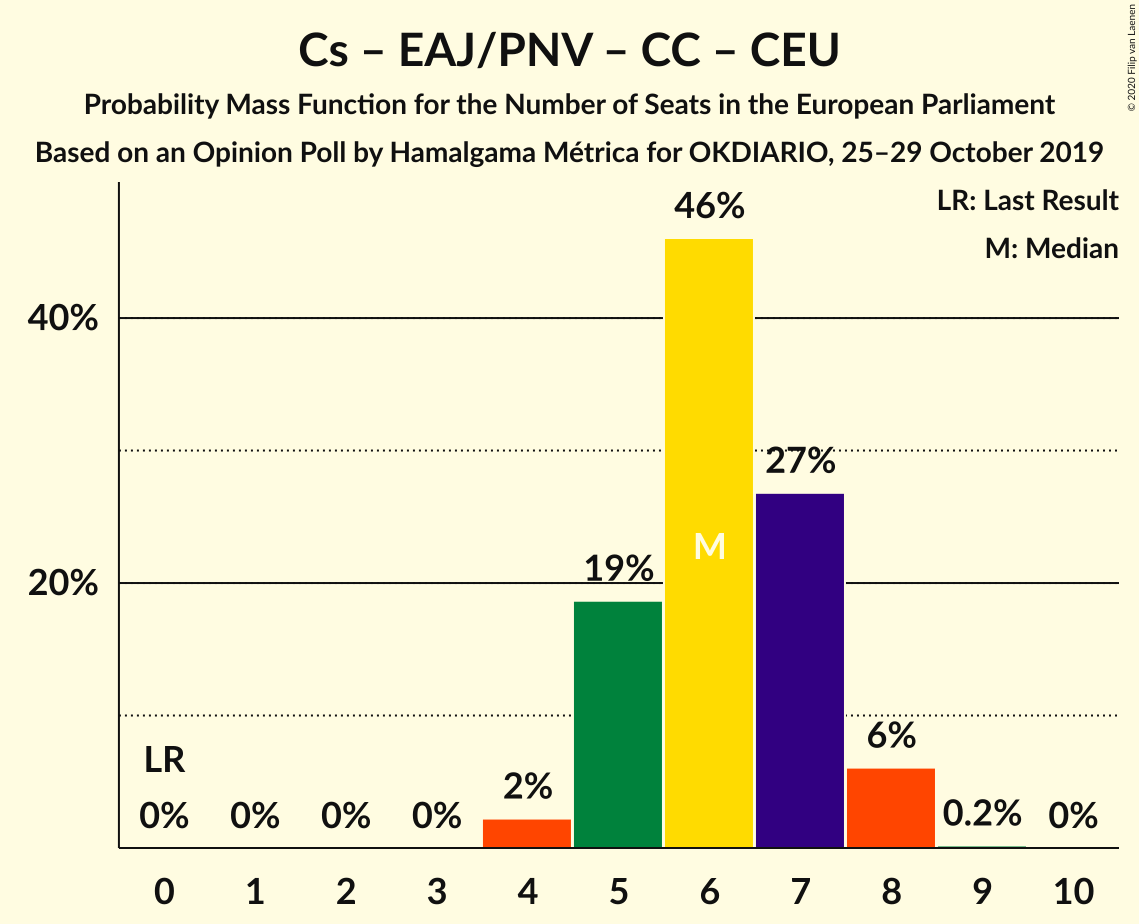 Cs – EAJ/PNV – CC – CEU
Probability Mass Function for the Number of Seats in the European Parliament
Based on an Opinion Poll by Hamalgama Métrica for OKDIARIO, 25–29 October 2019
© 2020 Filip van Laenen
LR: Last Result
M: Median
46%
40%
27%
M
19%
20%
6%
LR
2%
0% 0% 0% 0% 0.2% 0%
0 1 2 3 4 5 6 7 8 9 10